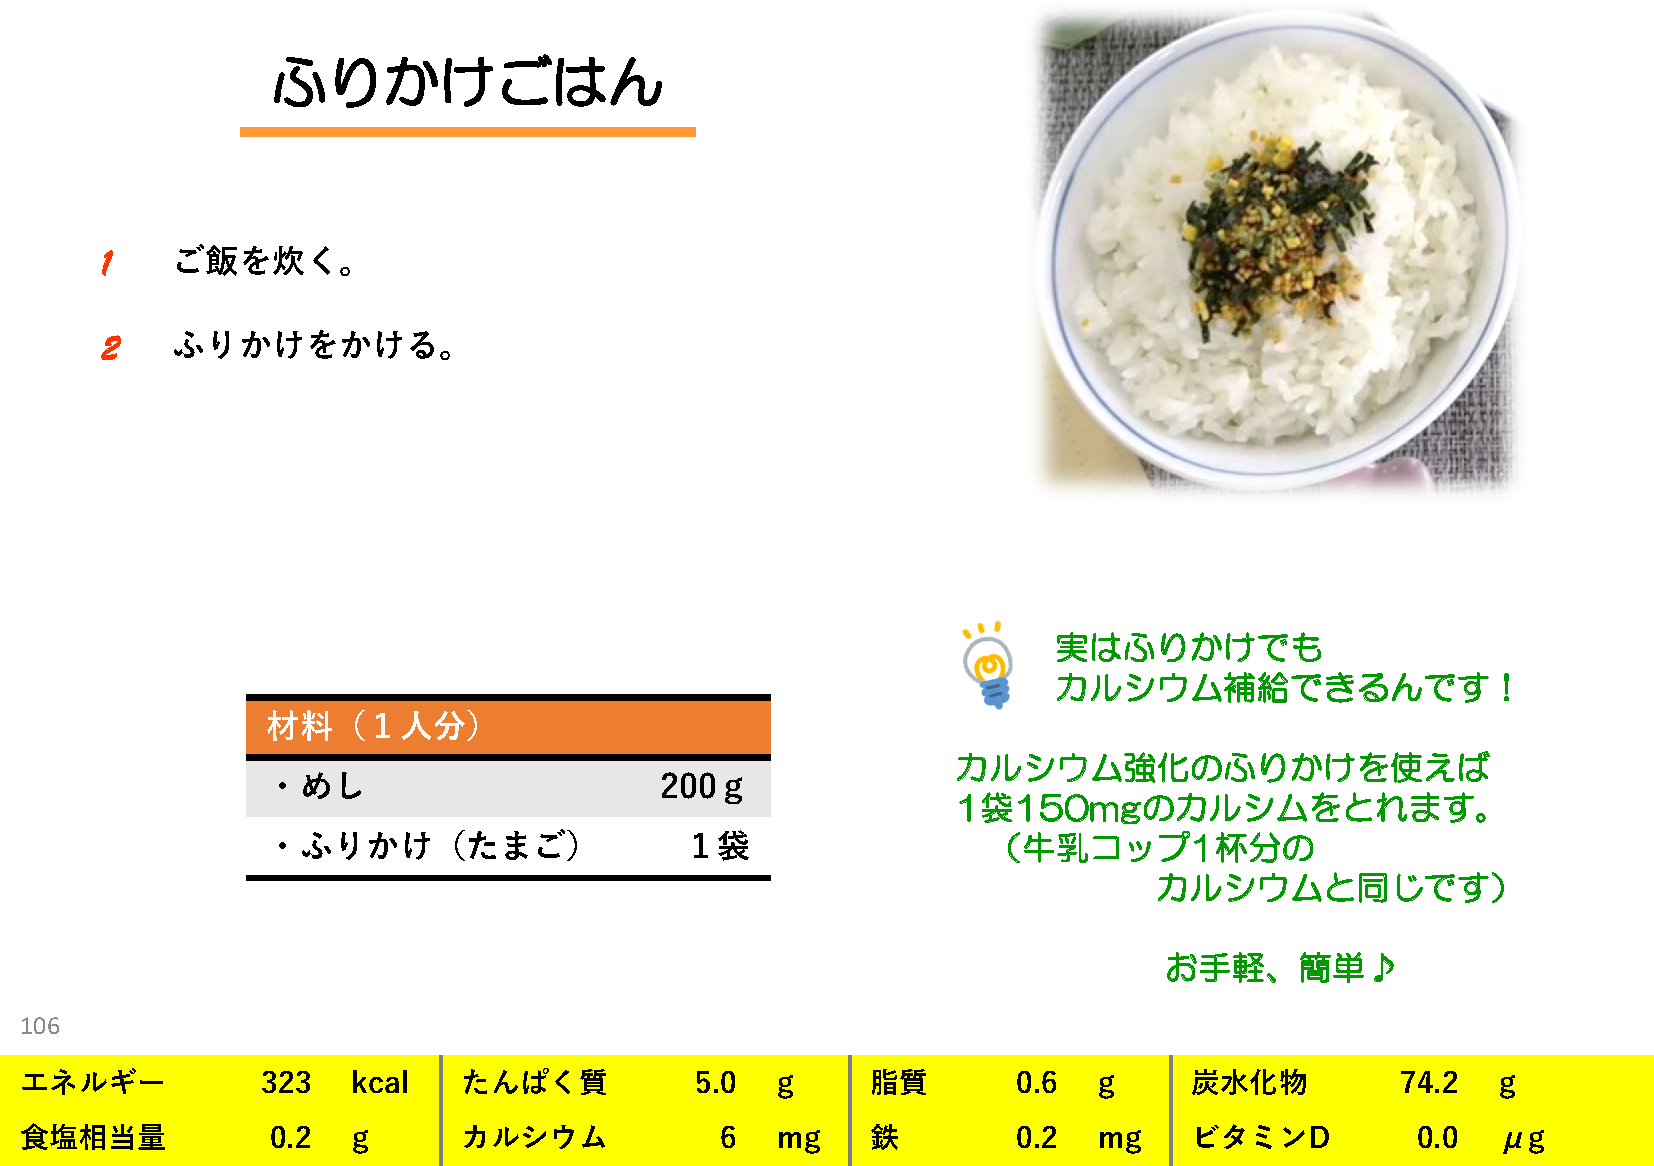 ふりかけごはん
1 ご飯を炊く。
2 ふりかけをかける。
材料（１人分）
・めし 200ｇ
・ふりかけ（たまご） １袋
実はふりかけでも
カルシウム補給できるんです！
カルシウム強化のふりかけを使えば
1袋150mgのカルシムをとれます。
（牛乳コップ1杯分の
カルシウムと同じです）
お手軽、簡単♪
106
エネルギー 323 kcal たんぱく質 5.0 g 脂質 0.6 g 炭水化物 74.2 g
食塩相当量 0.2 g カルシウム 6 mg 鉄 0.2 mg ビタミンD 0.0 μg